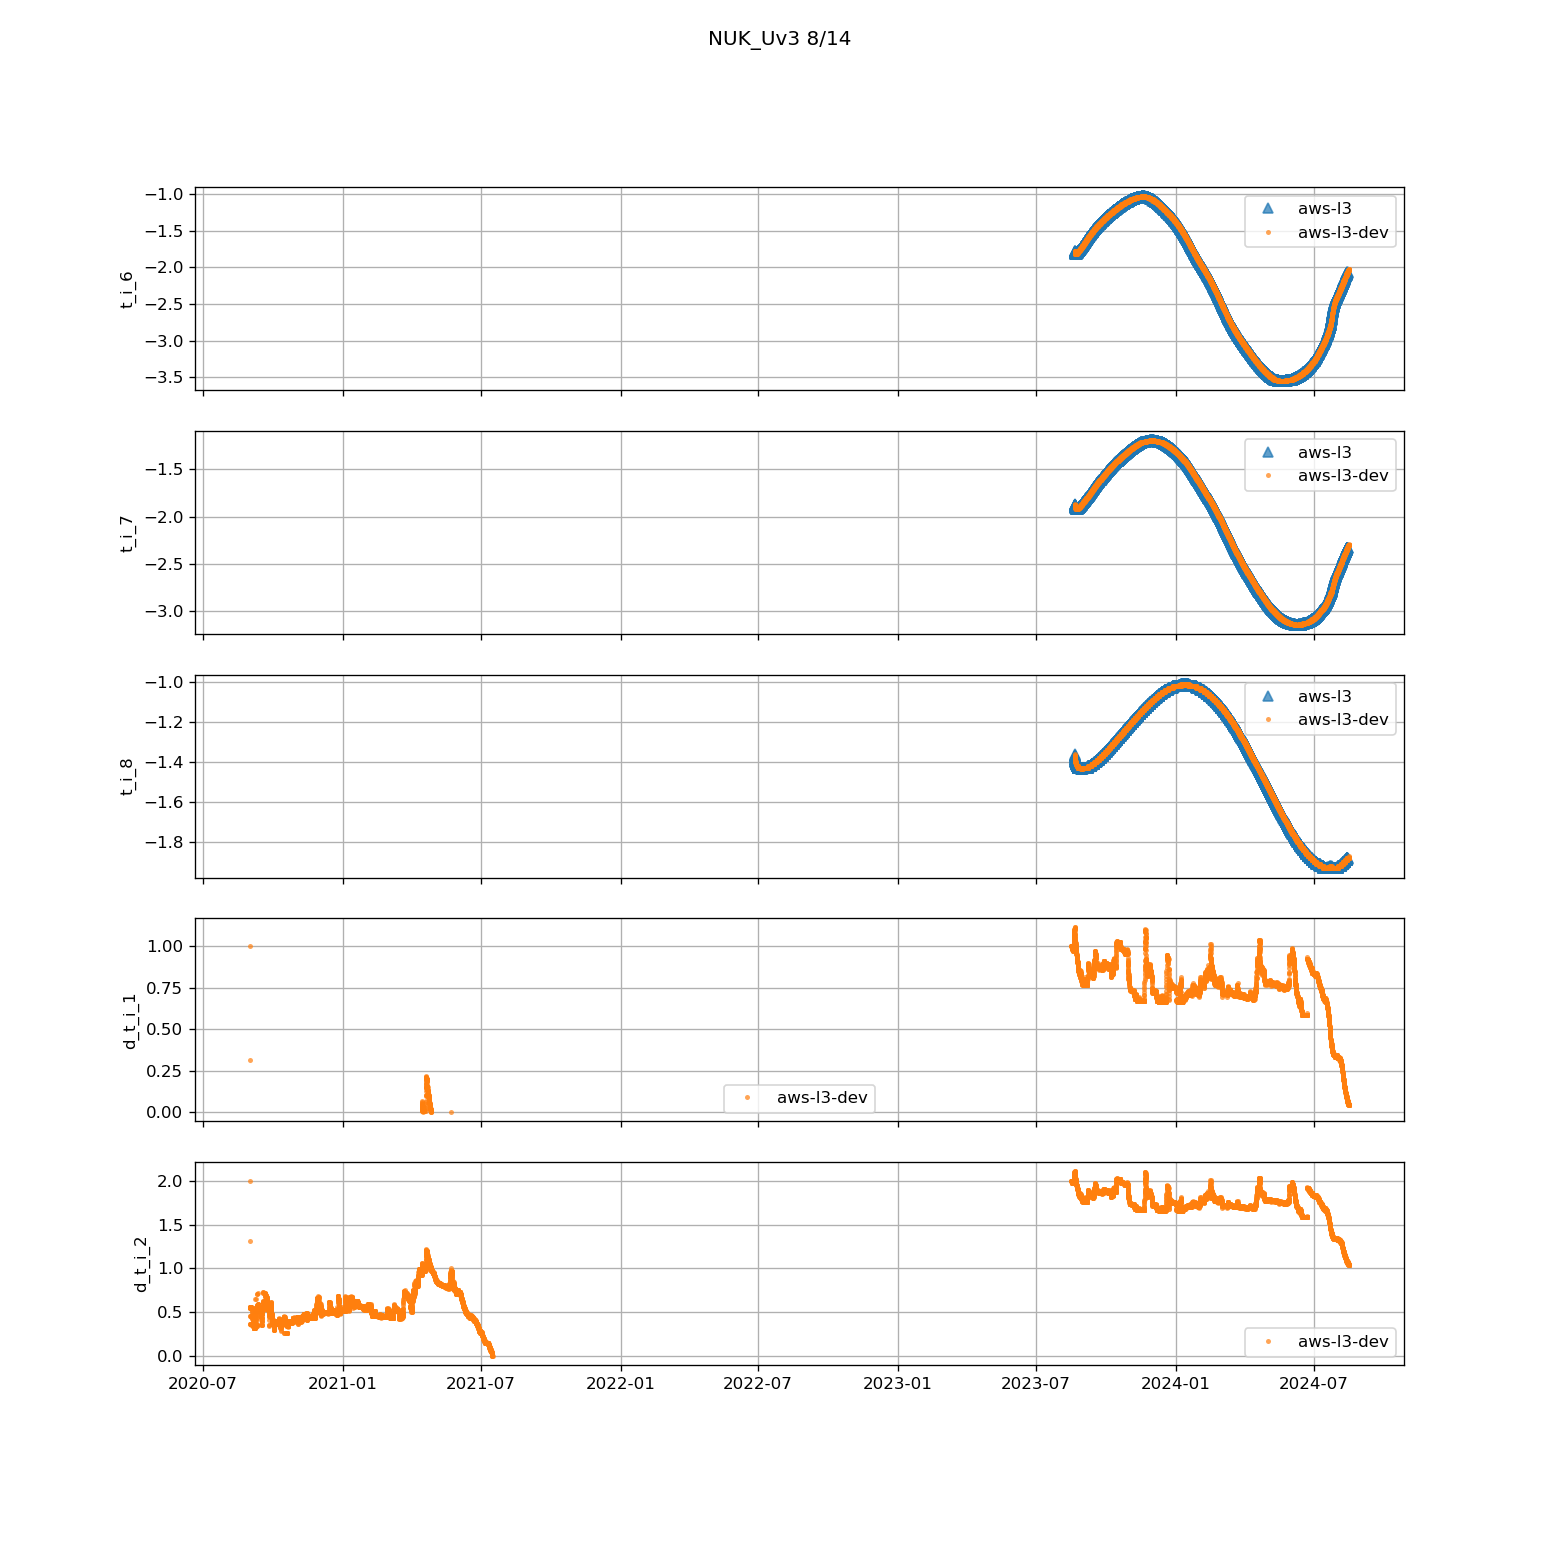 NUK_Uv3 8/14
−1.0
−1.5
−2.0
−2.5
−3.0
−3.5
t_i_6
aws-l3
aws-l3-dev
−1.5
−2.0
−2.5
−3.0
t_i_7
aws-l3
aws-l3-dev
−1.0
−1.2
−1.4
−1.6
−1.8
t_i_8
aws-l3
aws-l3-dev
1.00
0.75
0.50
0.25
0.00
d_t_i_1
aws-l3-dev
2.0
1.5
1.0
0.5
0.0
d_t_i_2
aws-l3-dev
2020-07 2021-01 2021-07 2022-01 2022-07 2023-01 2023-07 2024-01 2024-07